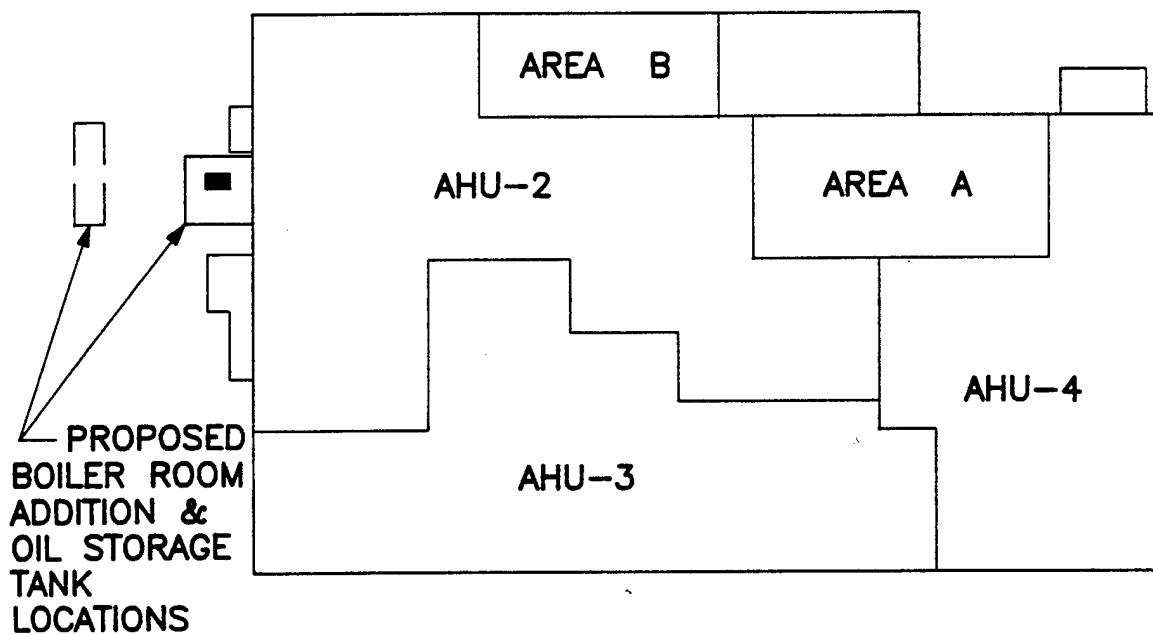 AREA B
AHU-2
AREA A
AHU-4
AHU-3
PROPOSED
BOILER ROOM
ADDITION &
OIL STORAGE
TANK
LOCATIONS